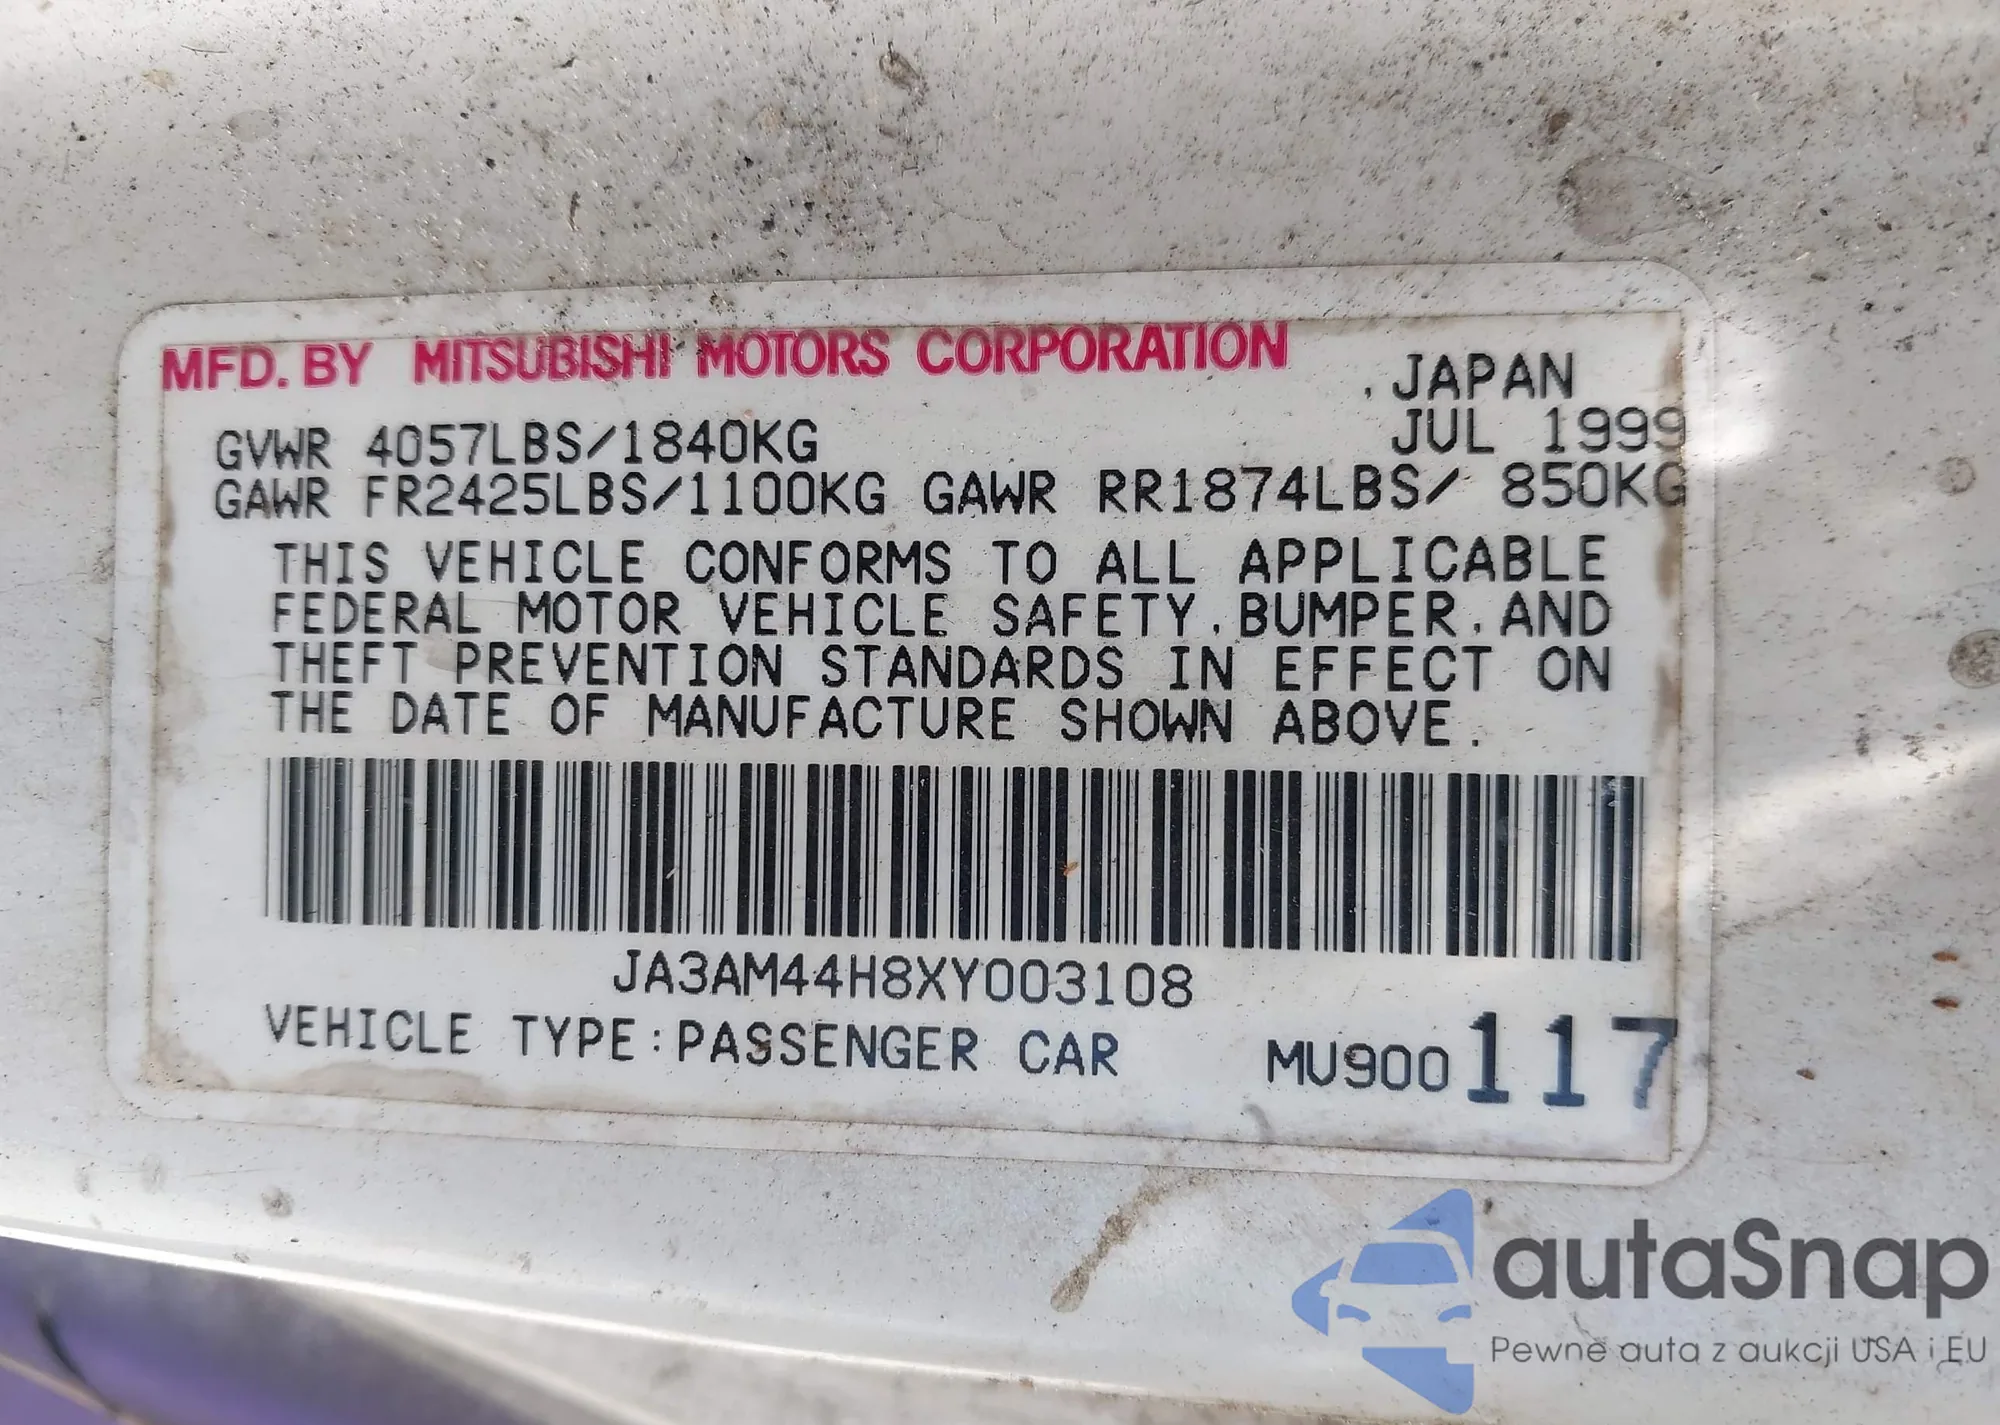 MFD. BY MITSUBISHI MOTORS CORPORATION
JAPAN
JUL 1999
GVWR 4057LBS/1840KG
GAWR FR2425LBS/1100KG GAWR RR1874LBS/ 850KG
THIS VEHICLE CONFORMS TO ALL APPLICABLE
FEDERAL MOTOR VEHICLE SAFETY, BUMPER, AND
THEFT PREVENTION STANDARDS IN EFFECT ON
THE DATE OF MANUFACTURE SHOWN ABOVE.
JA3AM44H8XY003108
VEHICLE TYPE:PASSENGER CAR MU900117
autaSnap
Pewne auta z aukcji USA i EU